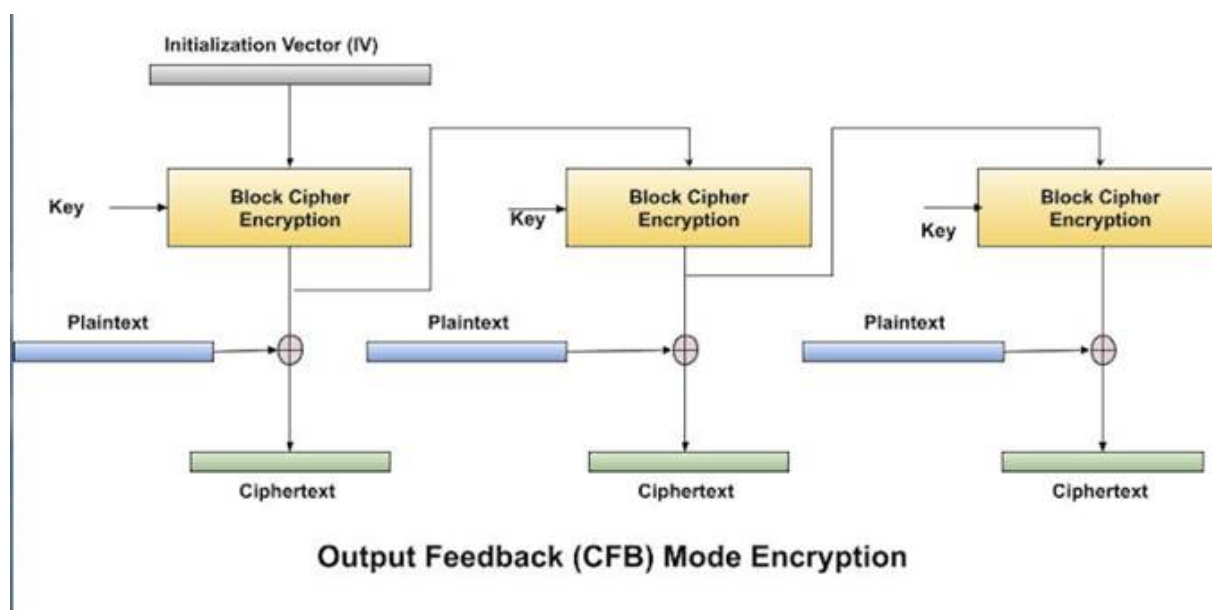 Initialization Vector (IV)
Key
Block Cipher
Encryption
Key
Block Cipher
Encryption
Key
Block Cipher
Encryption
Plaintext
Plaintext
Plaintext
Ciphertext
Ciphertext
Ciphertext
Output Feedback (CFB) Mode Encryption